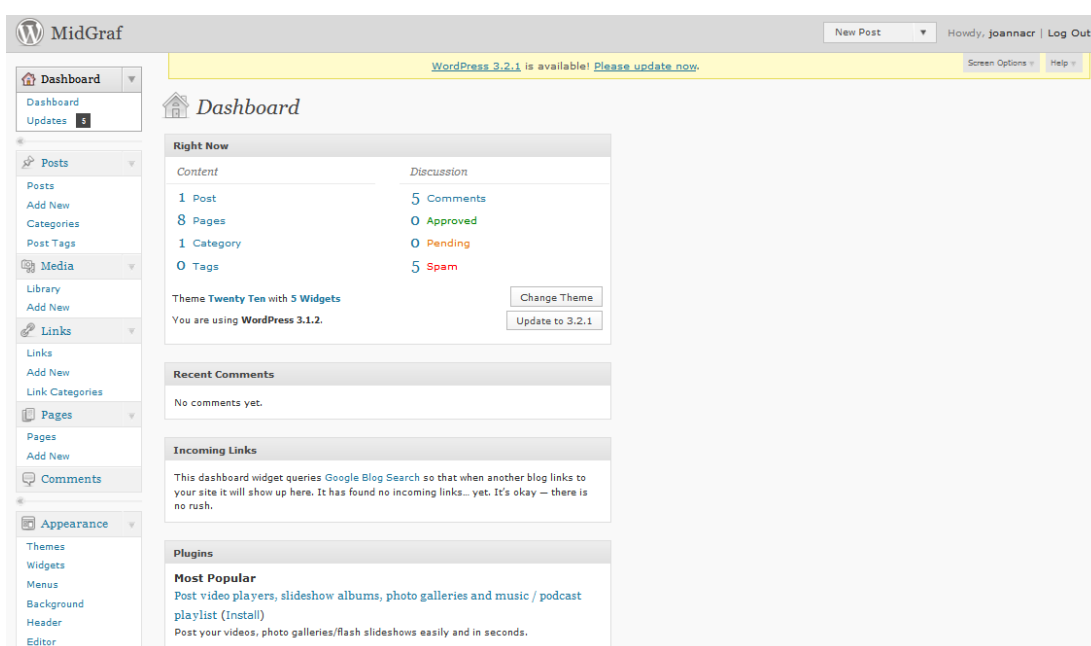 MidGraf
New Post
Howdy, joannacr | Log Out
WordPress 3.2.1 is available! Please update now.
Screen Options
Help
Dashboard
Dashboard
Updates 5
Posts
Posts
Add New
Categories
Post Tags
Media
Library
Add New
Links
Links
Add New
Link Categories
Pages
Pages
Add New
Comments
Appearance
Themes
Widgets
Menus
Background
Header
Editor
Dashboard
Right Now
Content
1 Post
8 Pages
1 Category
0 Tags
Discussion
5 Comments
0 Approved
0 Pending
5 Spam
Theme Twenty Ten with 5 Widgets
Change Theme
You are using WordPress 3.1.2.
Update to 3.2.1
Recent Comments
No comments yet.
Incoming Links
This dashboard widget queries Google Blog Search so that when another blog links to
your site it will show up here. It has found no incoming links… yet. It's okay — there is
no rush.
Plugins
Most Popular
Post video players, slideshow albums, photo galleries and music / podcast
playlist (Install)
Post your videos, photo galleries/flash slideshows easily and in seconds.